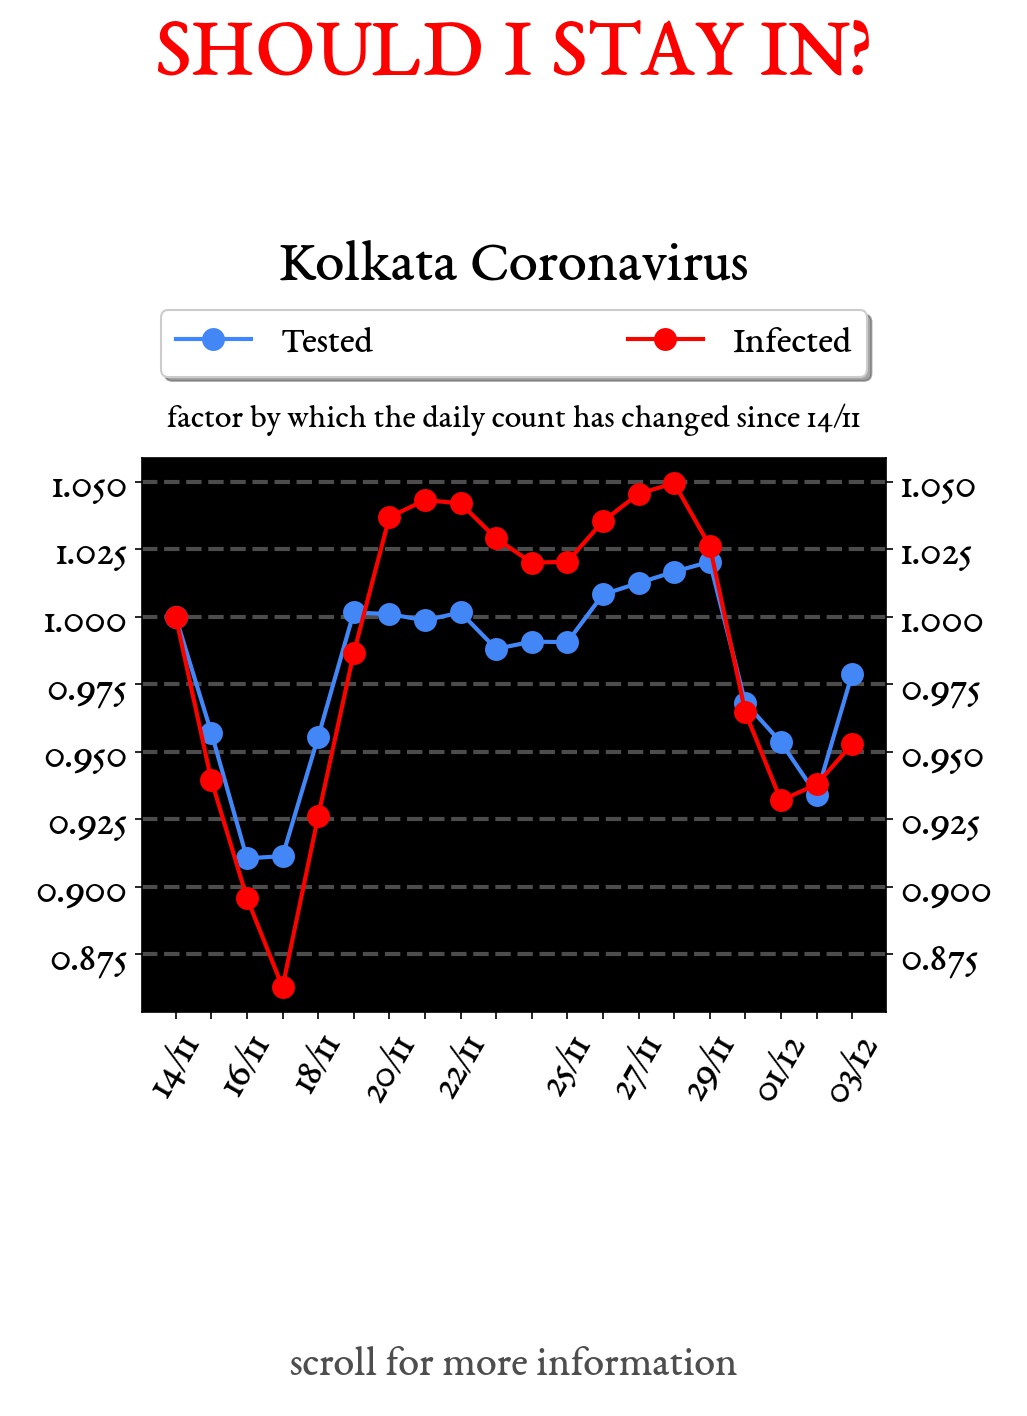 SHOULD I STAY IN?
Kolkata Coronavirus
Tested Infected
factor by which the daily count has changed since 14/11
1.050 1.050
1.025 1.025
1.000 1.000
0.975 0.975
0.950 0.950
0.925 0.925
0.900 0.900
0.875 0.875
14/11 16/11 18/11 20/11 22/11 25/11 27/11 29/11 01/12 03/12
scroll for more information